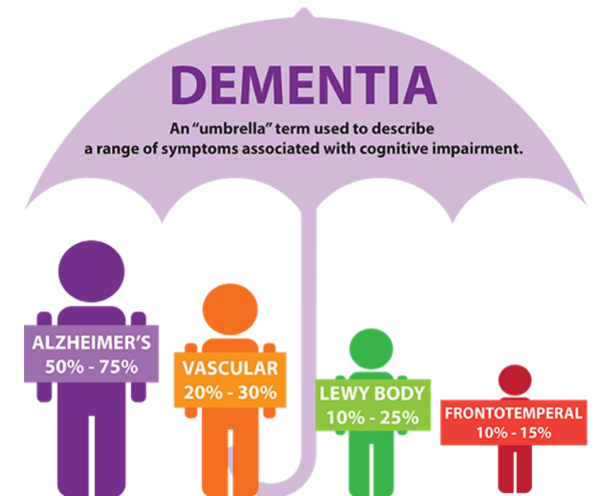 DEMENTIA
An “umbrella” term used to describe
a range of symptoms associated with cognitive impairment.
ALZHEIMER’S
50% - 75%
VASCULAR
20% - 30%
LEWY BODY
10% - 25%
FRONTOTEMPERAL
10% - 15%